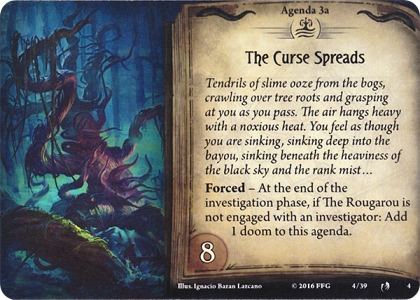 Agenda 3a
The Curse Spreads
Tendrils of slime ooze from the bogs,
crawling over tree roots and grasping
at you as you pass. The air hangs heavy
with a noxious heat. You feel as though
you are sinking, sinking deep into the
bayou, sinking beneath the heaviness of
the black sky and the rank mist…
Forced – At the end of the
investigation phase, if The Rougarou is
not engaged with an investigator: Add
1 doom to this agenda.
8
Illus. Ignacio Bazan Lazcano
© 2016 FFG
4/39
4